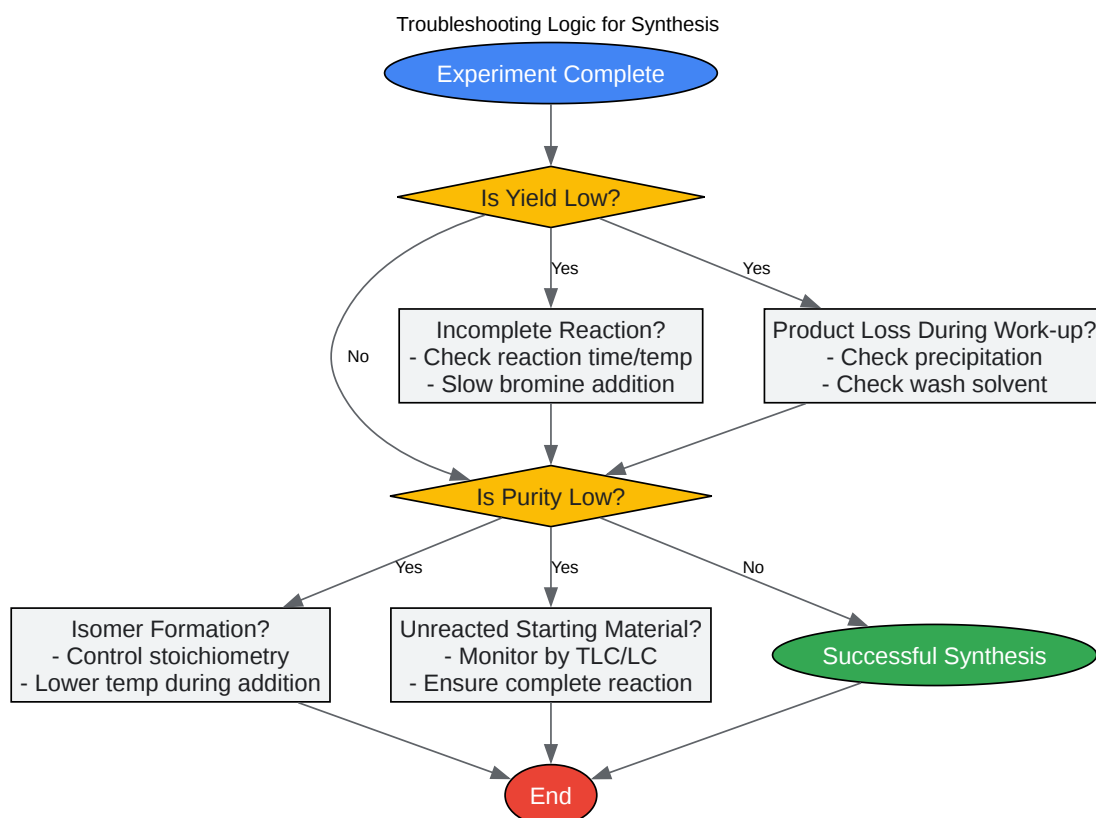 Troubleshooting Logic for Synthesis
Experiment Complete
Is Yield Low?
Yes
Yes
Incomplete Reaction?
- Check reaction time/temp
- Slow bromine addition
Product Loss During Work-up?
- Check precipitation
- Check wash solvent
No
Is Purity Low?
Yes
Yes
No
Isomer Formation?
- Control stoichiometry
- Lower temp during addition
Unreacted Starting Material?
- Monitor by TLC/LC
- Ensure complete reaction
Successful Synthesis
End